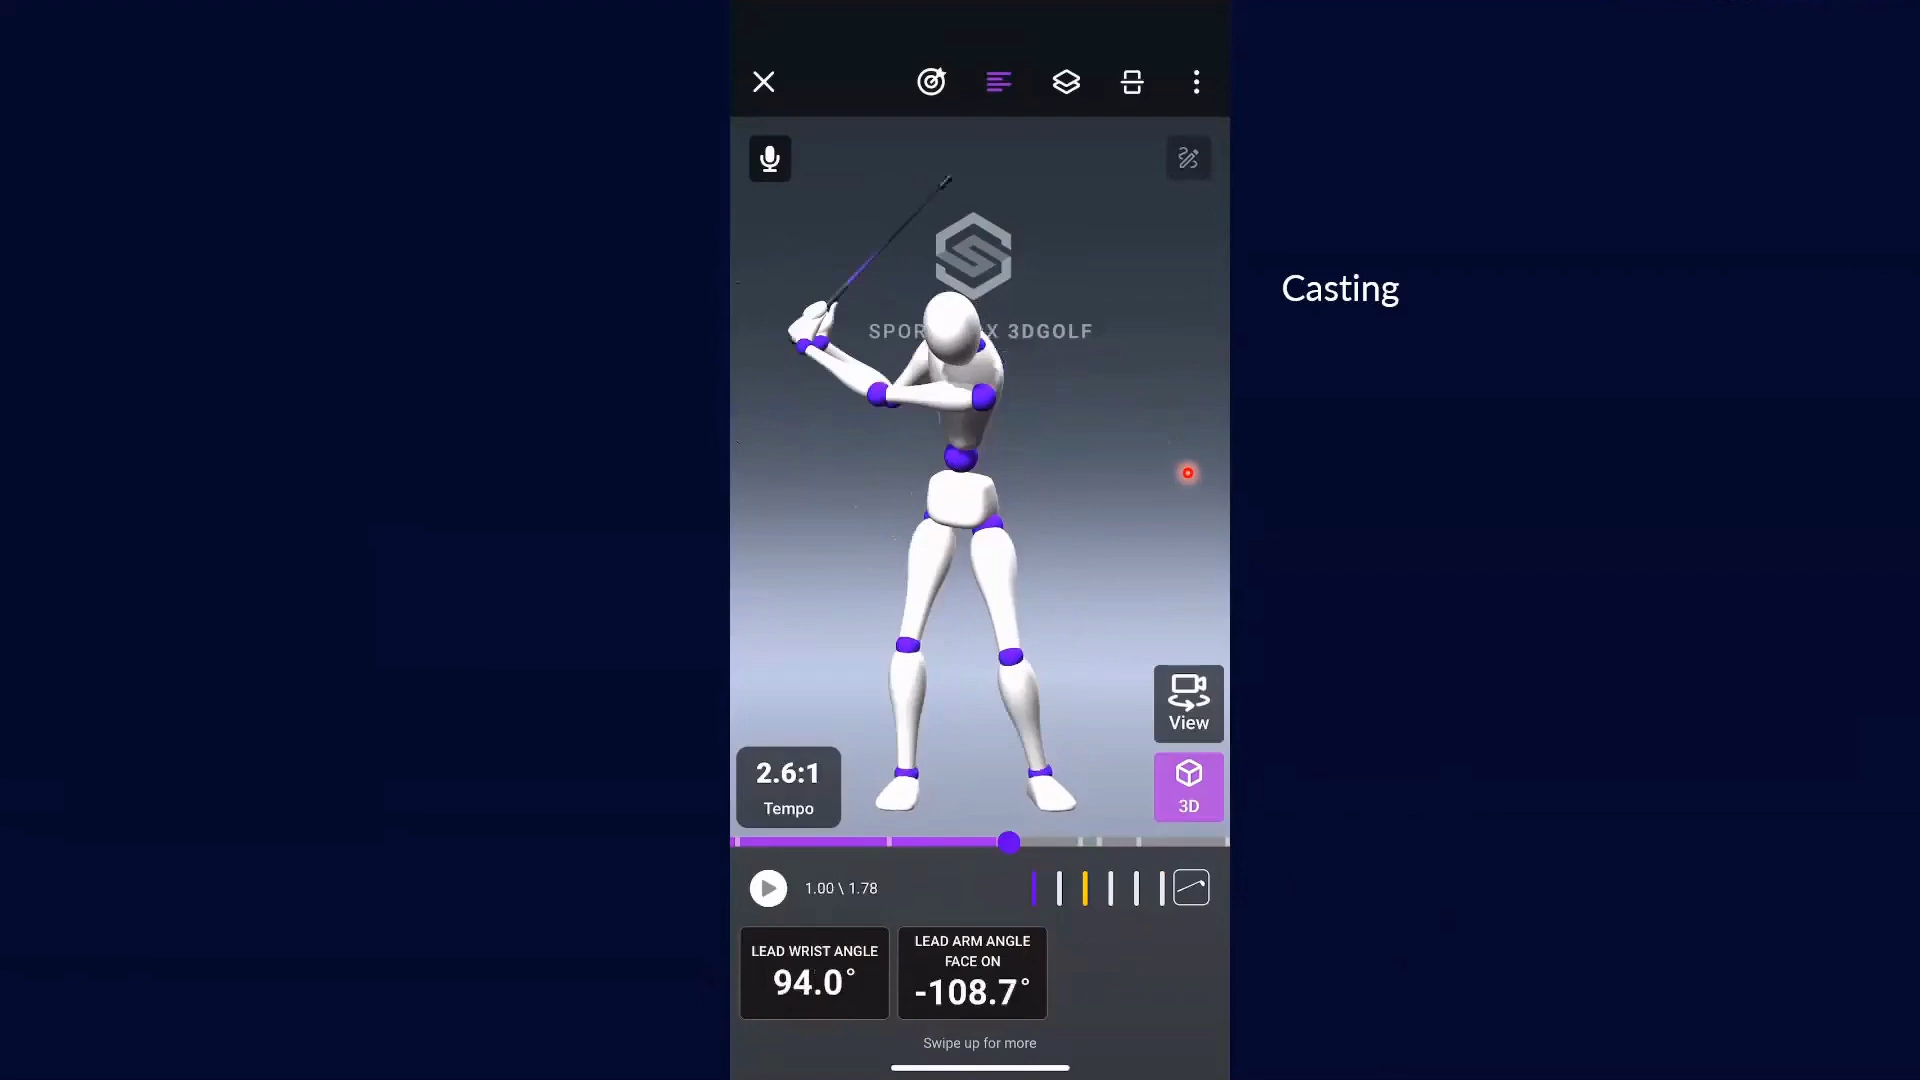 Casting
SPOR X 3DGOLF
View
2.6:1
Tempo
3D
1.00 \ 1.78
LEAD WRIST ANGLE
94.0°
LEAD ARM ANGLE
FACE ON
-108.7°
Swipe up for more